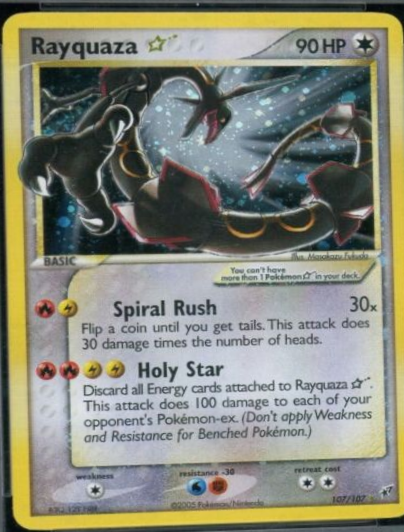 Rayquaza ☆ 90 HP
BASIC
Illus. Masakazu Fukuda
You can't have
more than 1 Pokémon ☆ in your deck.
Spiral Rush 30x
Flip a coin until you get tails. This attack does
30 damage times the number of heads.
Holy Star
Discard all Energy cards attached to Rayquaza ☆.
This attack does 100 damage to each of your
opponent's Pokémon-ex. (Don't apply Weakness
and Resistance for Benched Pokémon.)
weakness resistance -30 retreat cost
©2005 Pokémon/Nintendo 107/107